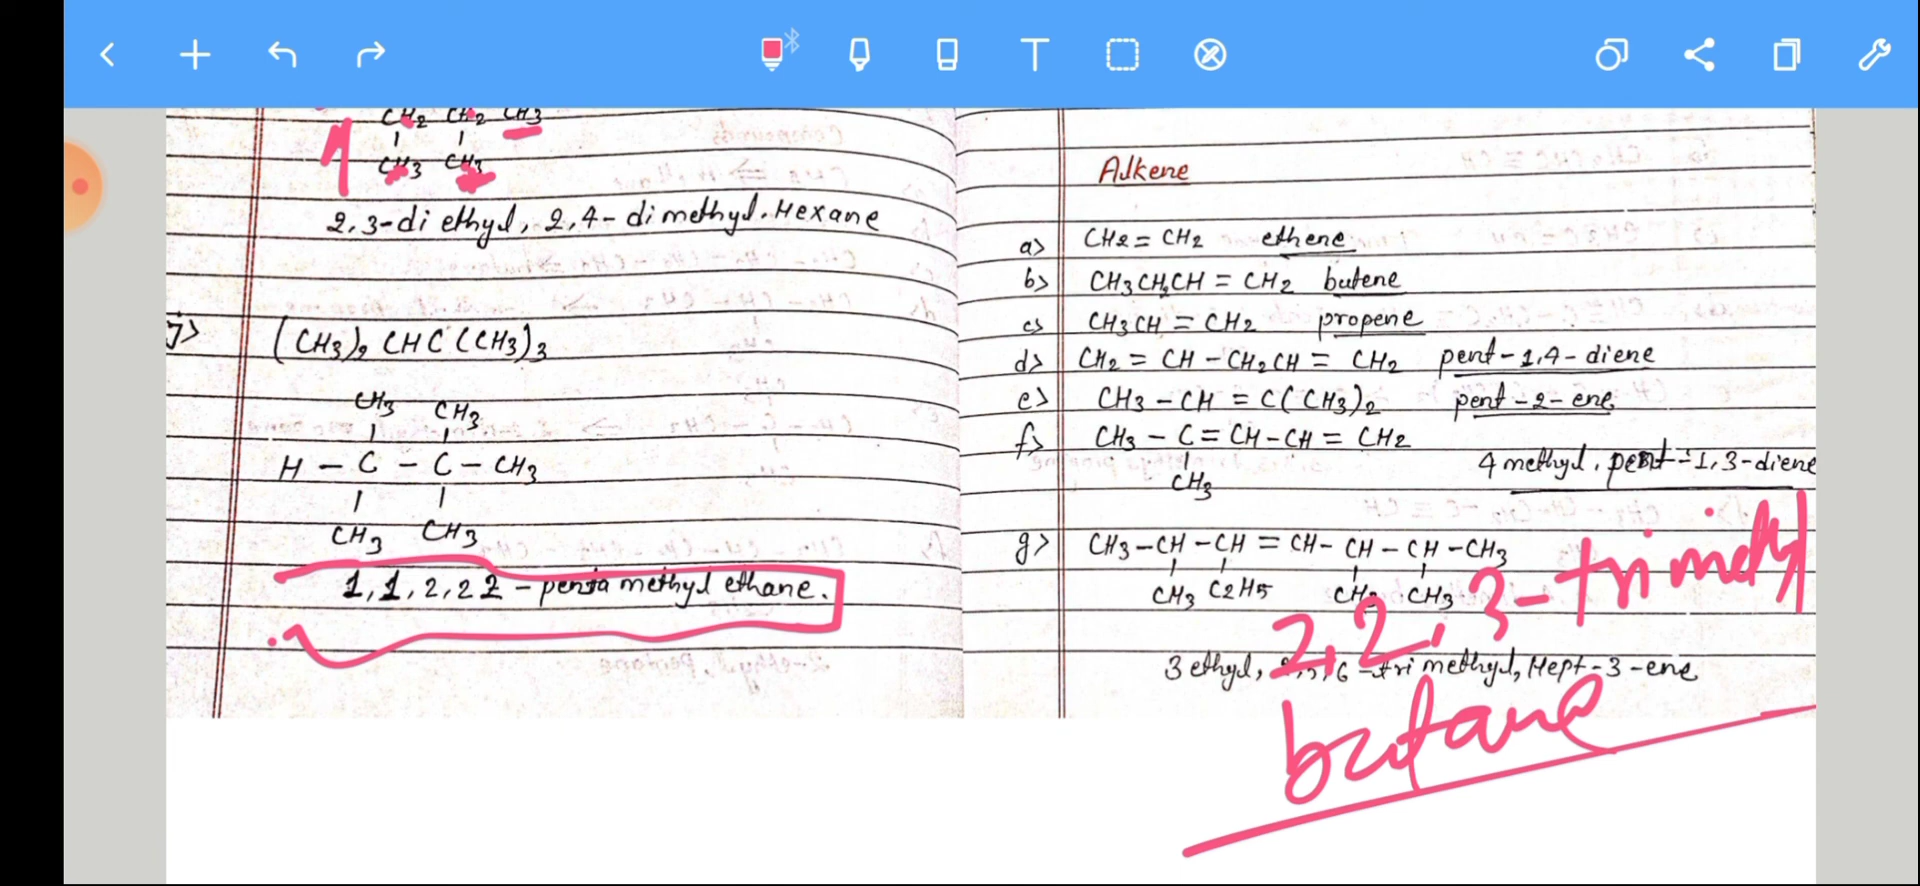 CH2 CH2 CH3
CH3 CH3
2,3-di ethyl, 2,4- dimethyl. Hexane
j> (CH3)2 CHC (CH3)3
CH3 CH3
H - C - C - CH3
CH3 CH3
1,1, 2,2 2 - penta methyl ethane.
Alkene
a> CH2 = CH2 ethene
b> CH3CH2CH = CH2 butene
c> CH3CH = CH2 propene
d> CH2 = CH - CH2CH = CH2 pent-1,4-diene
e> CH3 - CH = C(CH3)2 pent-2-ene
f> CH3 - C = CH-CH = CH2
CH3
4 methyl, pent-1,3-diene
g> CH3-CH-CH = CH- CH - CH-CH3
CH3 C2H5 CH3 CH3
3 ethyl, 6-tri methyl, Hept-3-ene
2,2,3-trimethyl
butane